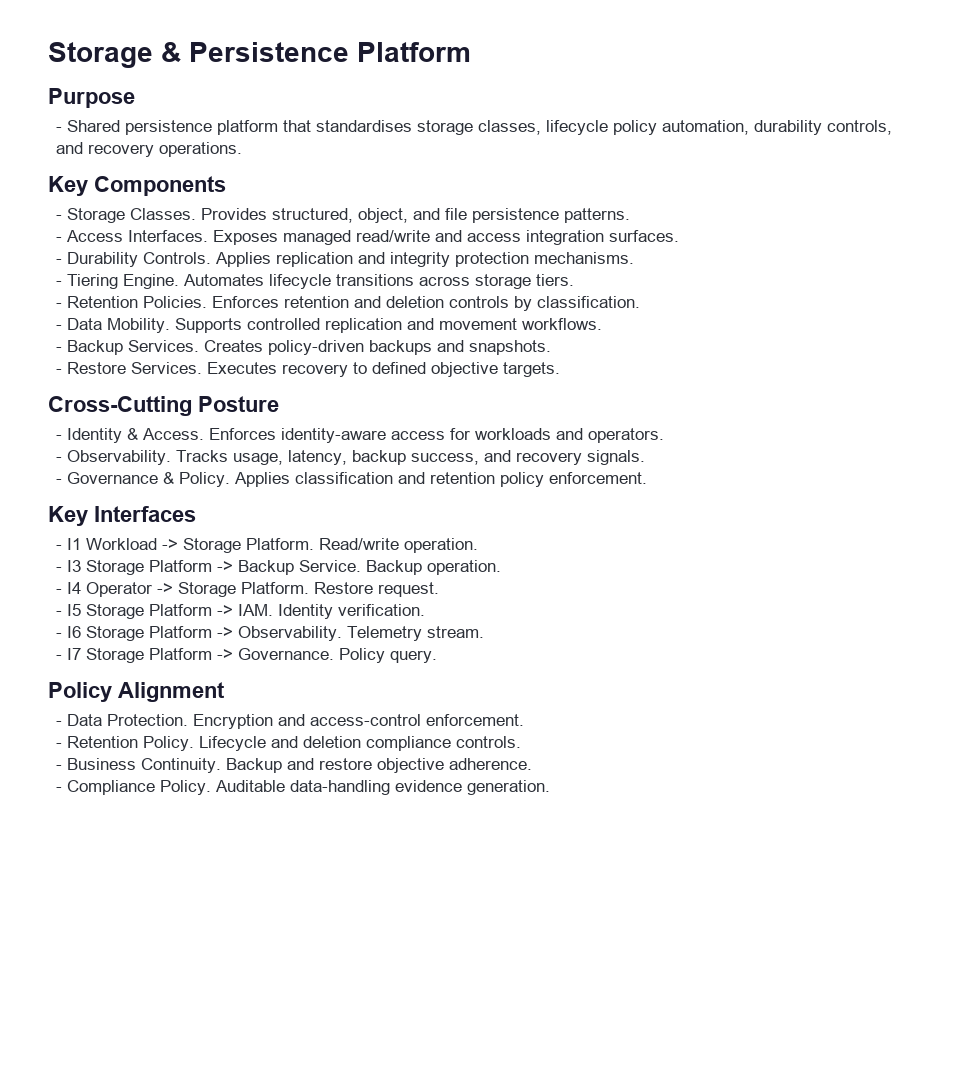 Storage & Persistence Platform
Purpose
- Shared persistence platform that standardises storage classes, lifecycle policy automation, durability controls,
and recovery operations.
Key Components
- Storage Classes. Provides structured, object, and file persistence patterns.
- Access Interfaces. Exposes managed read/write and access integration surfaces.
- Durability Controls. Applies replication and integrity protection mechanisms.
- Tiering Engine. Automates lifecycle transitions across storage tiers.
- Retention Policies. Enforces retention and deletion controls by classification.
- Data Mobility. Supports controlled replication and movement workflows.
- Backup Services. Creates policy-driven backups and snapshots.
- Restore Services. Executes recovery to defined objective targets.
Cross-Cutting Posture
- Identity & Access. Enforces identity-aware access for workloads and operators.
- Observability. Tracks usage, latency, backup success, and recovery signals.
- Governance & Policy. Applies classification and retention policy enforcement.
Key Interfaces
- I1 Workload -> Storage Platform. Read/write operation.
- I3 Storage Platform -> Backup Service. Backup operation.
- I4 Operator -> Storage Platform. Restore request.
- I5 Storage Platform -> IAM. Identity verification.
- I6 Storage Platform -> Observability. Telemetry stream.
- I7 Storage Platform -> Governance. Policy query.
Policy Alignment
- Data Protection. Encryption and access-control enforcement.
- Retention Policy. Lifecycle and deletion compliance controls.
- Business Continuity. Backup and restore objective adherence.
- Compliance Policy. Auditable data-handling evidence generation.